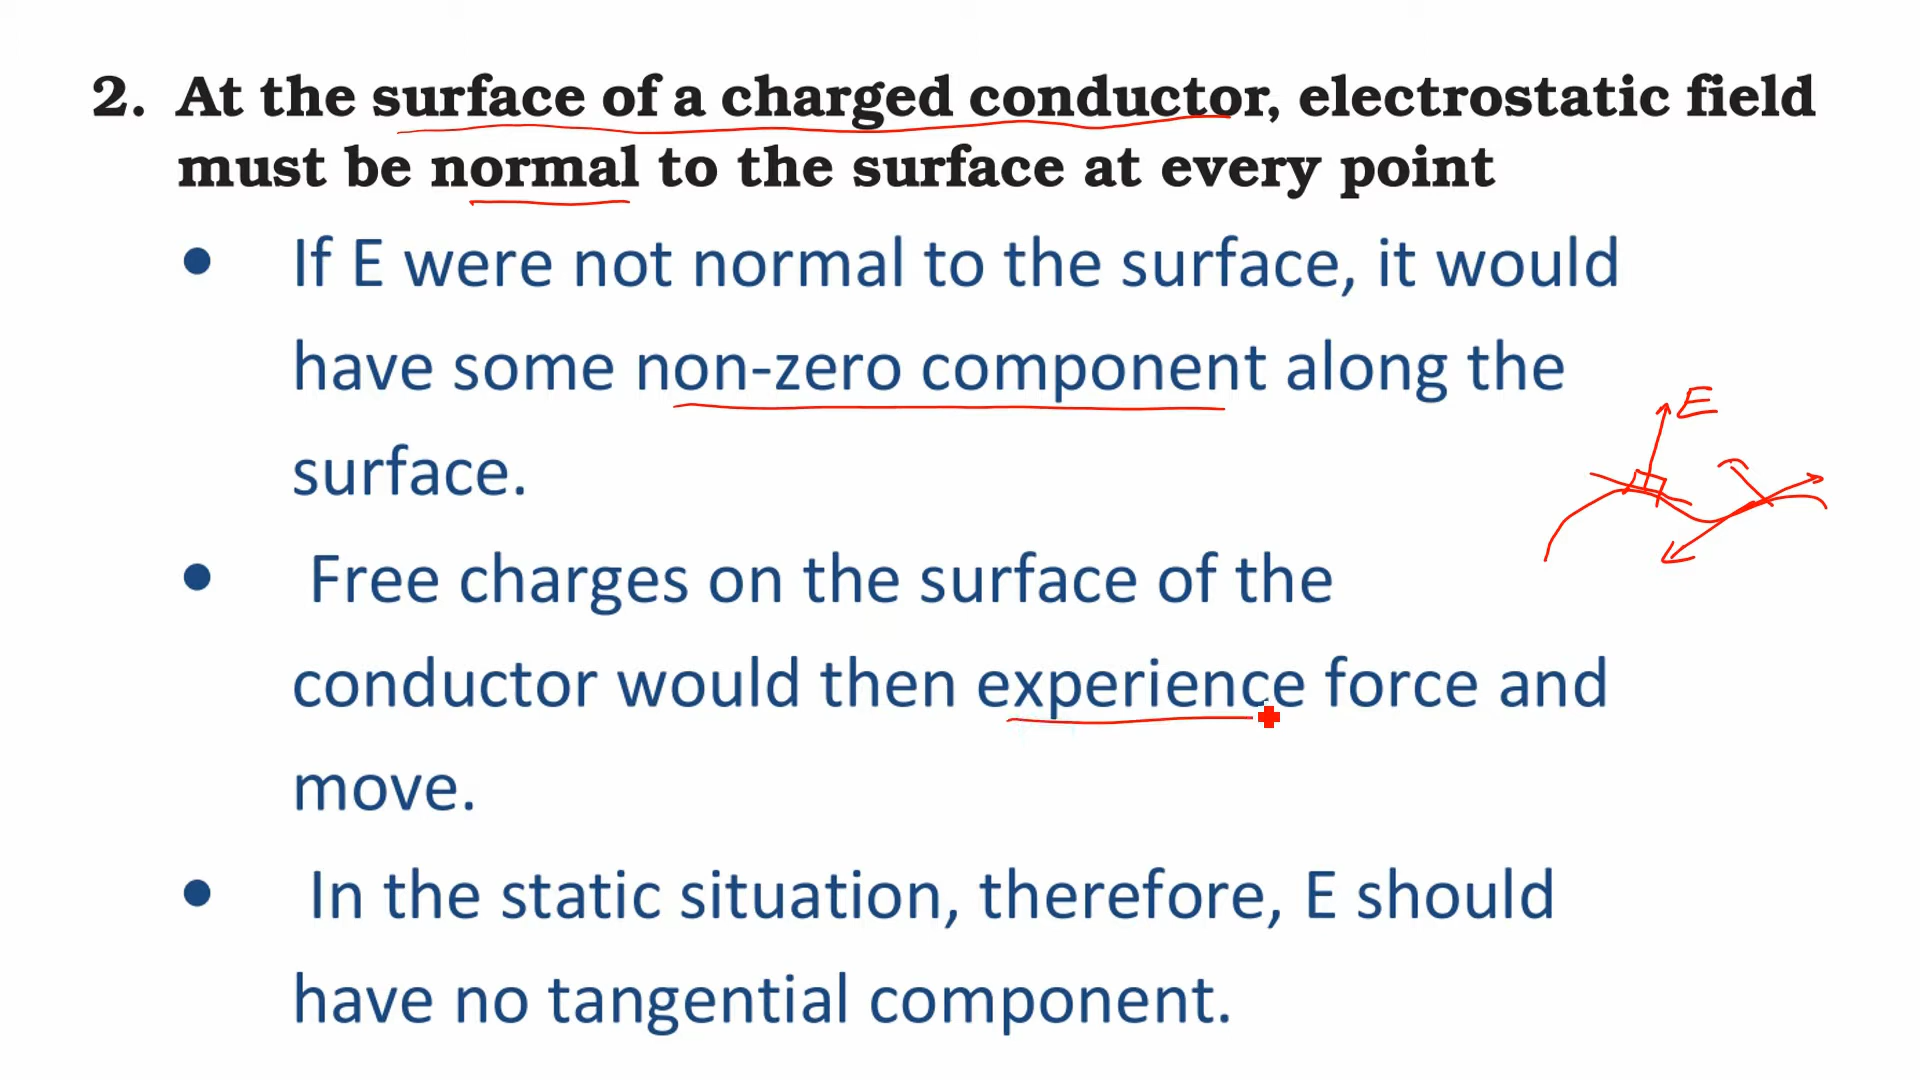 2. At the surface of a charged conductor, electrostatic field
must be normal to the surface at every point
• If E were not normal to the surface, it would
have some non-zero component along the
surface.
E
• Free charges on the surface of the
conductor would then experience force and
move.
• In the static situation, therefore, E should
have no tangential component.